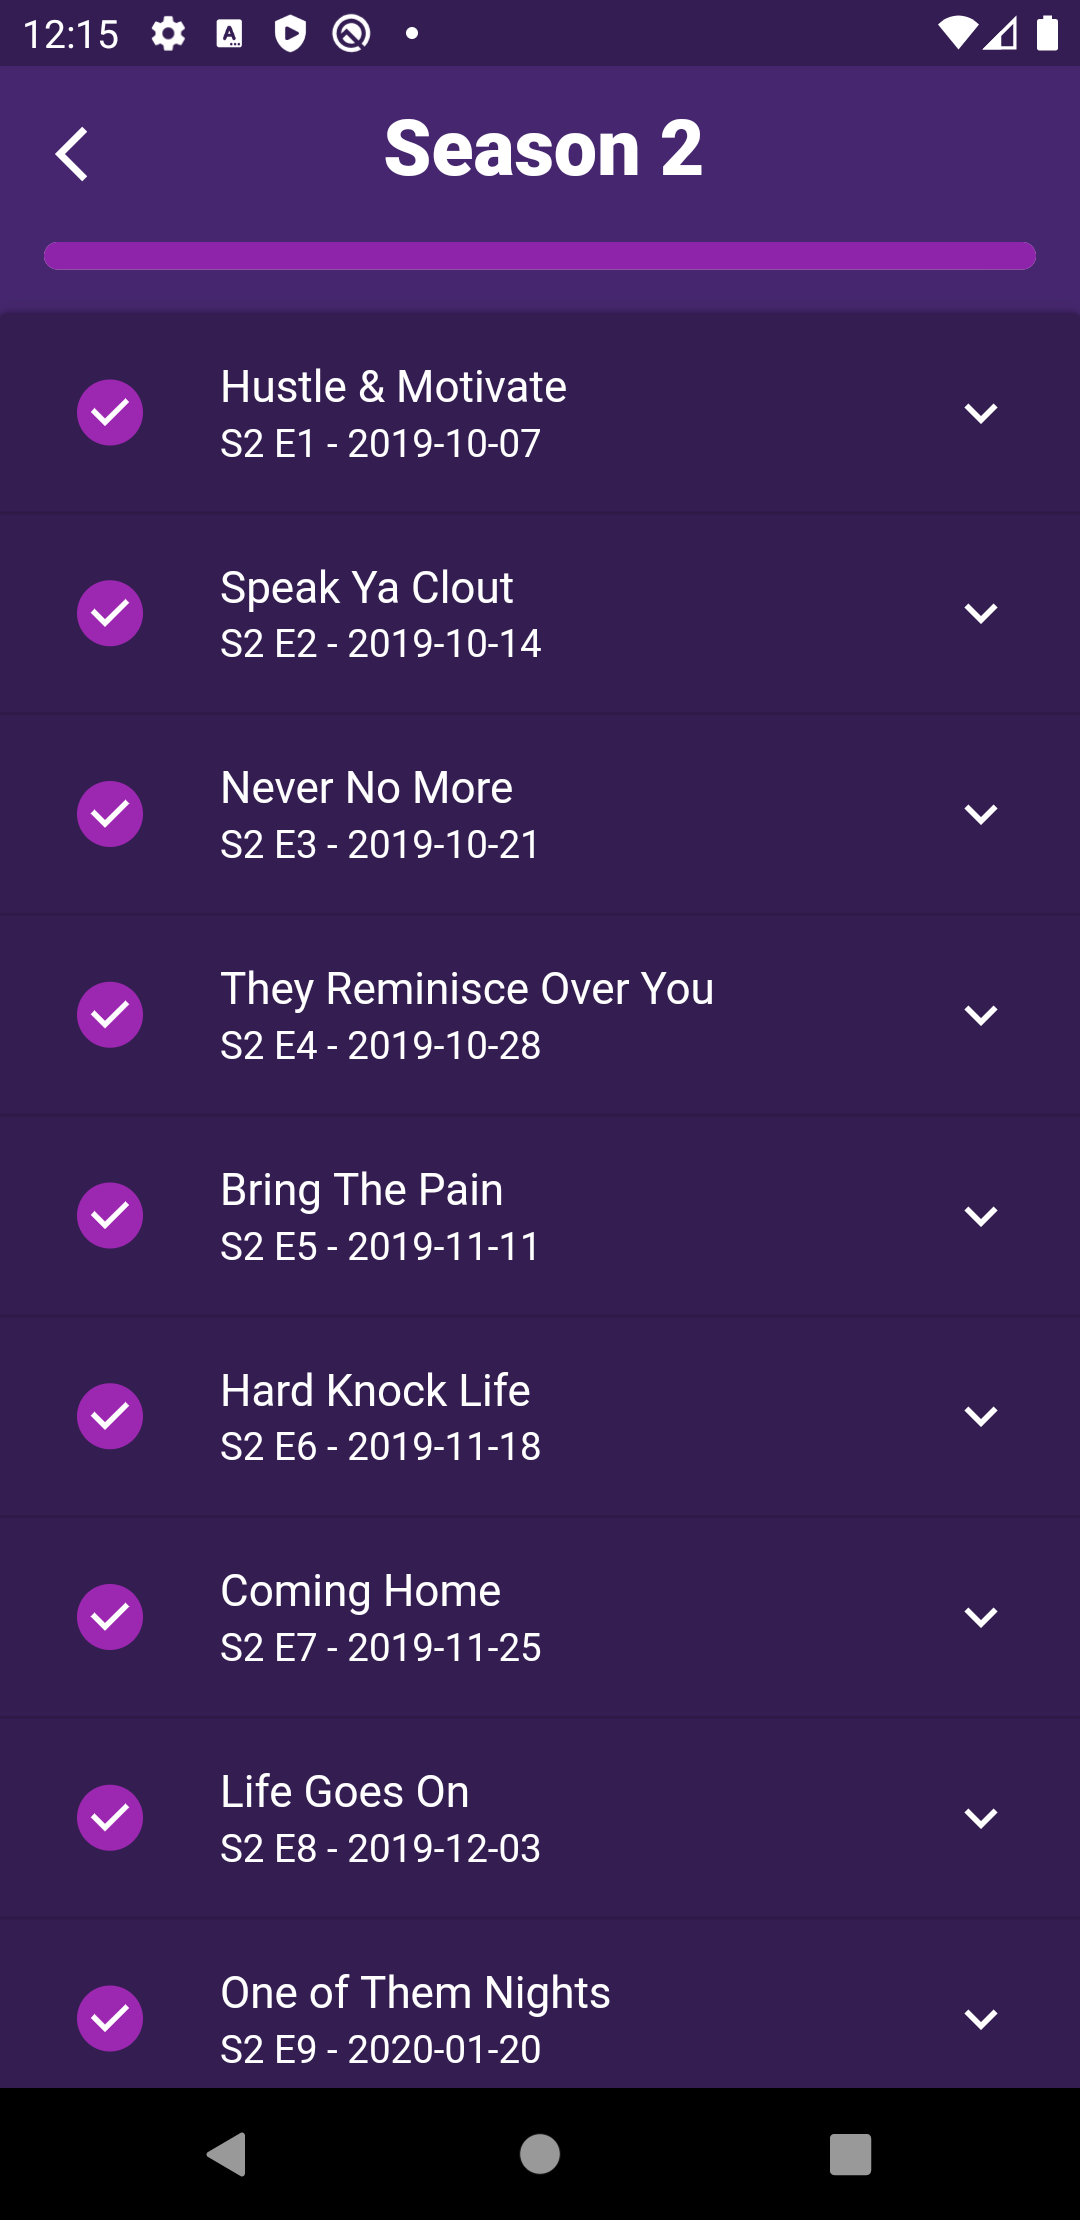 12:15
Season 2
Hustle & Motivate
S2 E1 - 2019-10-07
Speak Ya Clout
S2 E2 - 2019-10-14
Never No More
S2 E3 - 2019-10-21
They Reminisce Over You
S2 E4 - 2019-10-28
Bring The Pain
S2 E5 - 2019-11-11
Hard Knock Life
S2 E6 - 2019-11-18
Coming Home
S2 E7 - 2019-11-25
Life Goes On
S2 E8 - 2019-12-03
One of Them Nights
S2 E9 - 2020-01-20